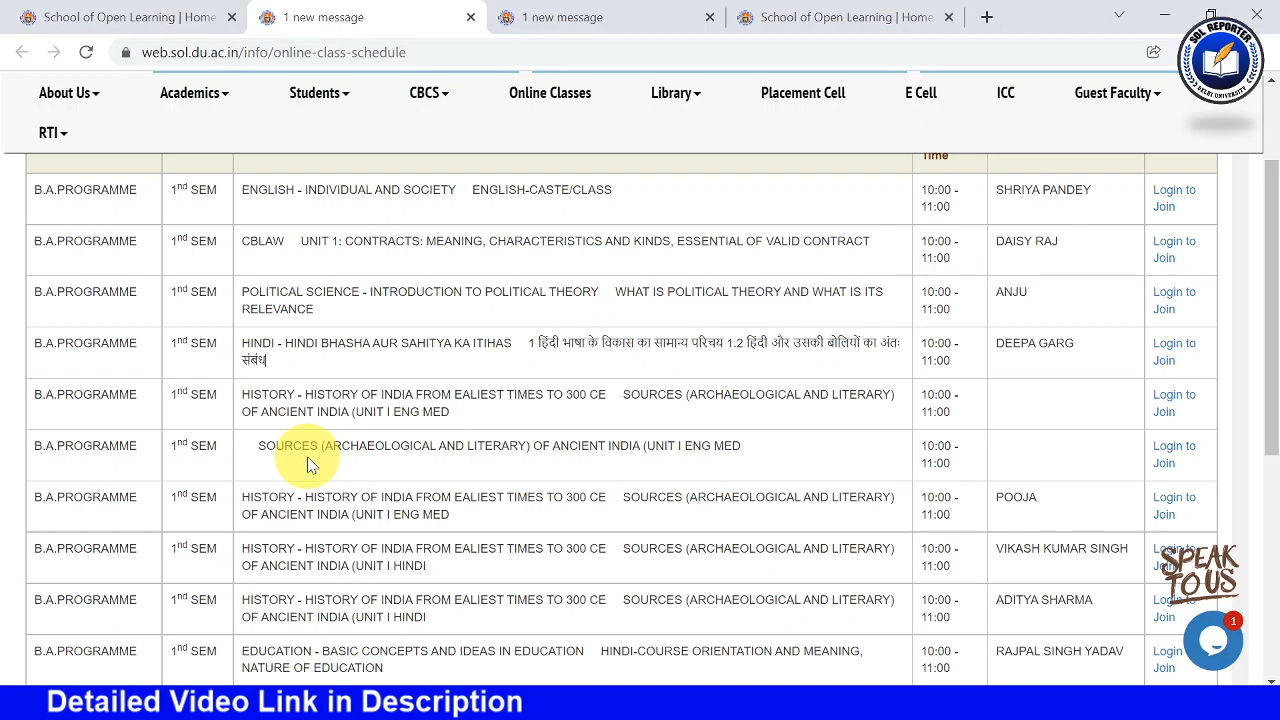 School of Open Learning | Home
1 new message
1 new message
School of Open Learning | Home
web.sol.du.ac.in/info/online-class-schedule
SOL REPORTER
DELHI UNIVERSITY
About Us
Academics
Students
CBCS
Online Classes
Library
Placement Cell
E Cell
ICC
Guest Faculty
RTI
Time
B.A.PROGRAMME 1nd SEM ENGLISH - INDIVIDUAL AND SOCIETY ENGLISH-CASTE/CLASS 10:00 - SHRIYA PANDEY Login to
11:00 Join
B.A.PROGRAMME 1nd SEM CBLAW UNIT 1: CONTRACTS: MEANING, CHARACTERISTICS AND KINDS, ESSENTIAL OF VALID CONTRACT 10:00 - DAISY RAJ Login to
11:00 Join
B.A.PROGRAMME 1nd SEM POLITICAL SCIENCE - INTRODUCTION TO POLITICAL THEORY WHAT IS POLITICAL THEORY AND WHAT IS ITS 10:00 - ANJU Login to
RELEVANCE 11:00 Join
B.A.PROGRAMME 1nd SEM HINDI - HINDI BHASHA AUR SAHITYA KA ITIHAS 1 हिंदी भाषा के विकास का सामान्य परिचय 1.2 हिंदी और उसकी बोलियों का अंतः 10:00 - DEEPA GARG Login to
संबंध 11:00 Join
B.A.PROGRAMME 1nd SEM HISTORY - HISTORY OF INDIA FROM EALIEST TIMES TO 300 CE SOURCES (ARCHAEOLOGICAL AND LITERARY) 10:00 - Login to
OF ANCIENT INDIA (UNIT I ENG MED 11:00 Join
B.A.PROGRAMME 1nd SEM SOURCES (ARCHAEOLOGICAL AND LITERARY) OF ANCIENT INDIA (UNIT I ENG MED 10:00 - Login to
11:00 Join
B.A.PROGRAMME 1nd SEM HISTORY - HISTORY OF INDIA FROM EALIEST TIMES TO 300 CE SOURCES (ARCHAEOLOGICAL AND LITERARY) 10:00 - POOJA Login to
OF ANCIENT INDIA (UNIT I ENG MED 11:00 Join
B.A.PROGRAMME 1nd SEM HISTORY - HISTORY OF INDIA FROM EALIEST TIMES TO 300 CE SOURCES (ARCHAEOLOGICAL AND LITERARY) 10:00 - VIKASH KUMAR SINGH Login to
OF ANCIENT INDIA (UNIT I HINDI 11:00 Join
B.A.PROGRAMME 1nd SEM HISTORY - HISTORY OF INDIA FROM EALIEST TIMES TO 300 CE SOURCES (ARCHAEOLOGICAL AND LITERARY) 10:00 - ADITYA SHARMA Login to
OF ANCIENT INDIA (UNIT I HINDI 11:00 Join
B.A.PROGRAMME 1nd SEM EDUCATION - BASIC CONCEPTS AND IDEAS IN EDUCATION HINDI-COURSE ORIENTATION AND MEANING, 10:00 - RAJPAL SINGH YADAV Login
NATURE OF EDUCATION 11:00 Join
SPEAK
TO US
1
Detailed Video Link in Description